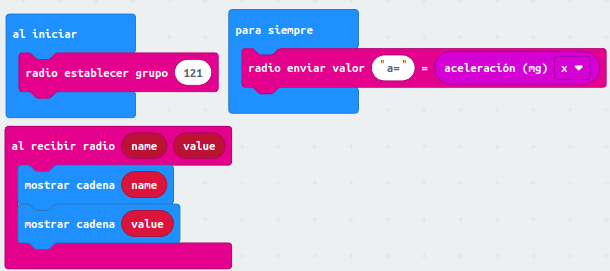 al iniciar
radio establecer grupo 121
para siempre
radio enviar valor "a=" = aceleración (mg) x
al recibir radio name value
mostrar cadena name
mostrar cadena value